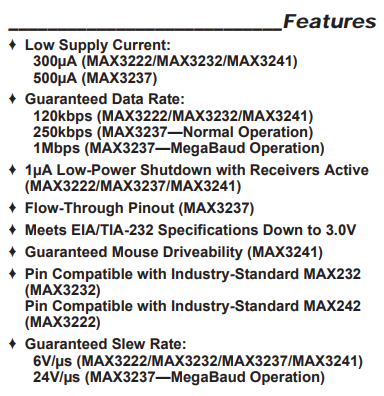 Features
♦ Low Supply Current:
300µA (MAX3222/MAX3232/MAX3241)
500µA (MAX3237)
♦ Guaranteed Data Rate:
120kbps (MAX3222/MAX3232/MAX3241)
250kbps (MAX3237—Normal Operation)
1Mbps (MAX3237—MegaBaud Operation)
♦ 1µA Low-Power Shutdown with Receivers Active
(MAX3222/MAX3237/MAX3241)
♦ Flow-Through Pinout (MAX3237)
♦ Meets EIA/TIA-232 Specifications Down to 3.0V
♦ Guaranteed Mouse Driveability (MAX3241)
♦ Pin Compatible with Industry-Standard MAX232
(MAX3232)
Pin Compatible with Industry-Standard MAX242
(MAX3222)
♦ Guaranteed Slew Rate:
6V/µs (MAX3222/MAX3232/MAX3237/MAX3241)
24V/µs (MAX3237—MegaBaud Operation)